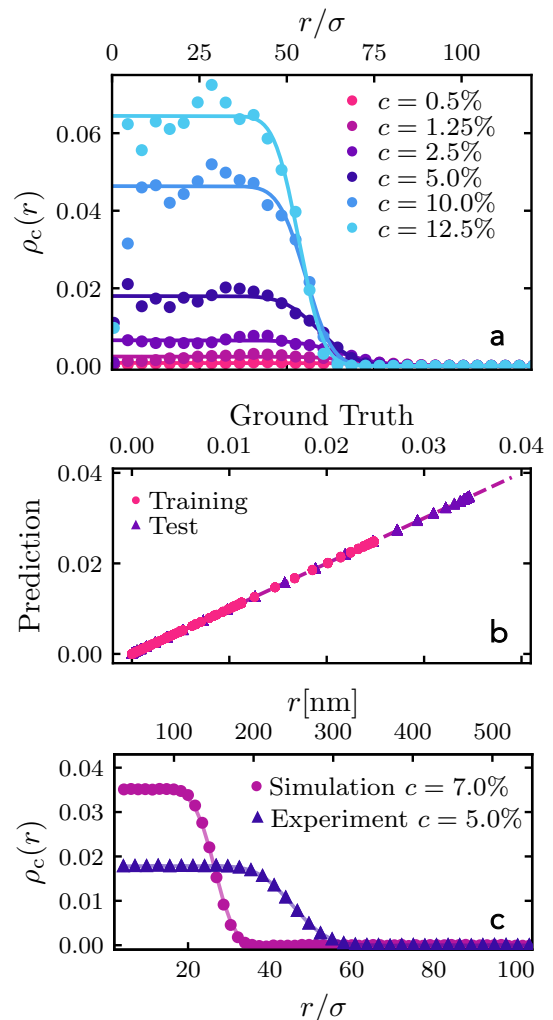 r/σ
0 25 50 75 100
0.06
0.04
0.02
0.00
ρc(r)
c = 0.5%
c = 1.25%
c = 2.5%
c = 5.0%
c = 10.0%
c = 12.5%
a
Ground Truth
0.00 0.01 0.02 0.03 0.04
0.04
0.02
0.00
Prediction
Training
Test
b
r[nm]
100 200 300 400 500
0.04
0.03
0.01
0.00
ρc(r)
Simulation c = 7.0%
Experiment c = 5.0%
c
20 40 60 80 100
r/σ